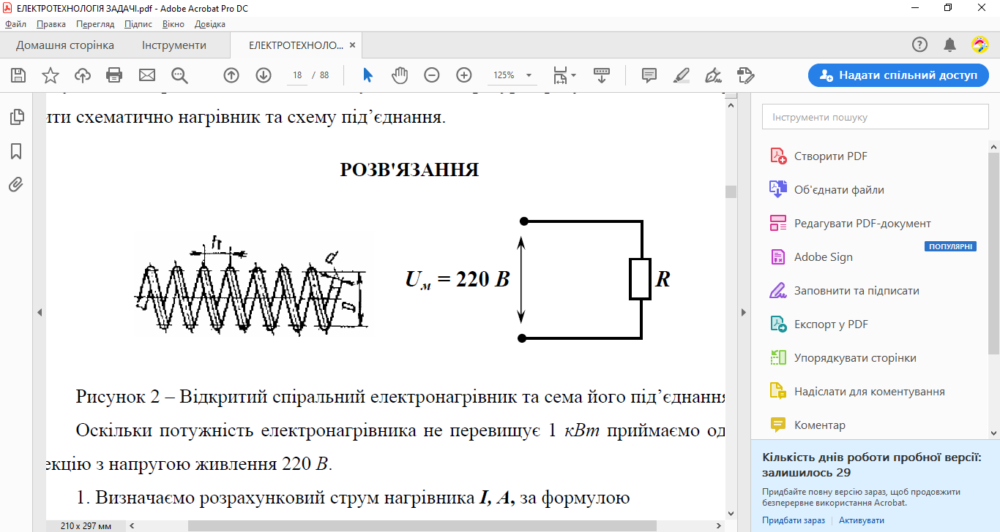 ЕЛЕКТРОТЕХНОЛОГІЯ ЗАДАЧІ.pdf - Adobe Acrobat Pro DC
Файл Правка Перегляд Підпис Вікно Довідка
Домашня сторінка Інструменти ЕЛЕКТРОТЕХНОЛО... ×
18 / 88 125% Надати спільний доступ
ити схематично нагрівник та схему під’єднання.
РОЗВ'ЯЗАННЯ
h
d
D
Uм = 220 В
R
Рисунок 2 – Відкритий спіральний електронагрівник та сема його під’єднання
Оскільки потужність електронагрівника не перевищує 1 кВт приймаємо од
екцію з напругою живлення 220 В.
1. Визначаємо розрахунковий струм нагрівника I, А, за формулою
210 x 297 мм
Інструменти пошуку
Створити PDF
Об'єднати файли
Редагувати PDF-документ
ПОПУЛЯРНІ
Adobe Sign
Заповнити та підписати
Експорт у PDF
Упорядкувати сторінки
Надіслати для коментування
Коментар
Кількість днів роботи пробної версії:
залишилось 29
Придбайте повну версію зараз, щоб продовжити
безперервне використання Acrobat.
Придбати зараз | Активувати